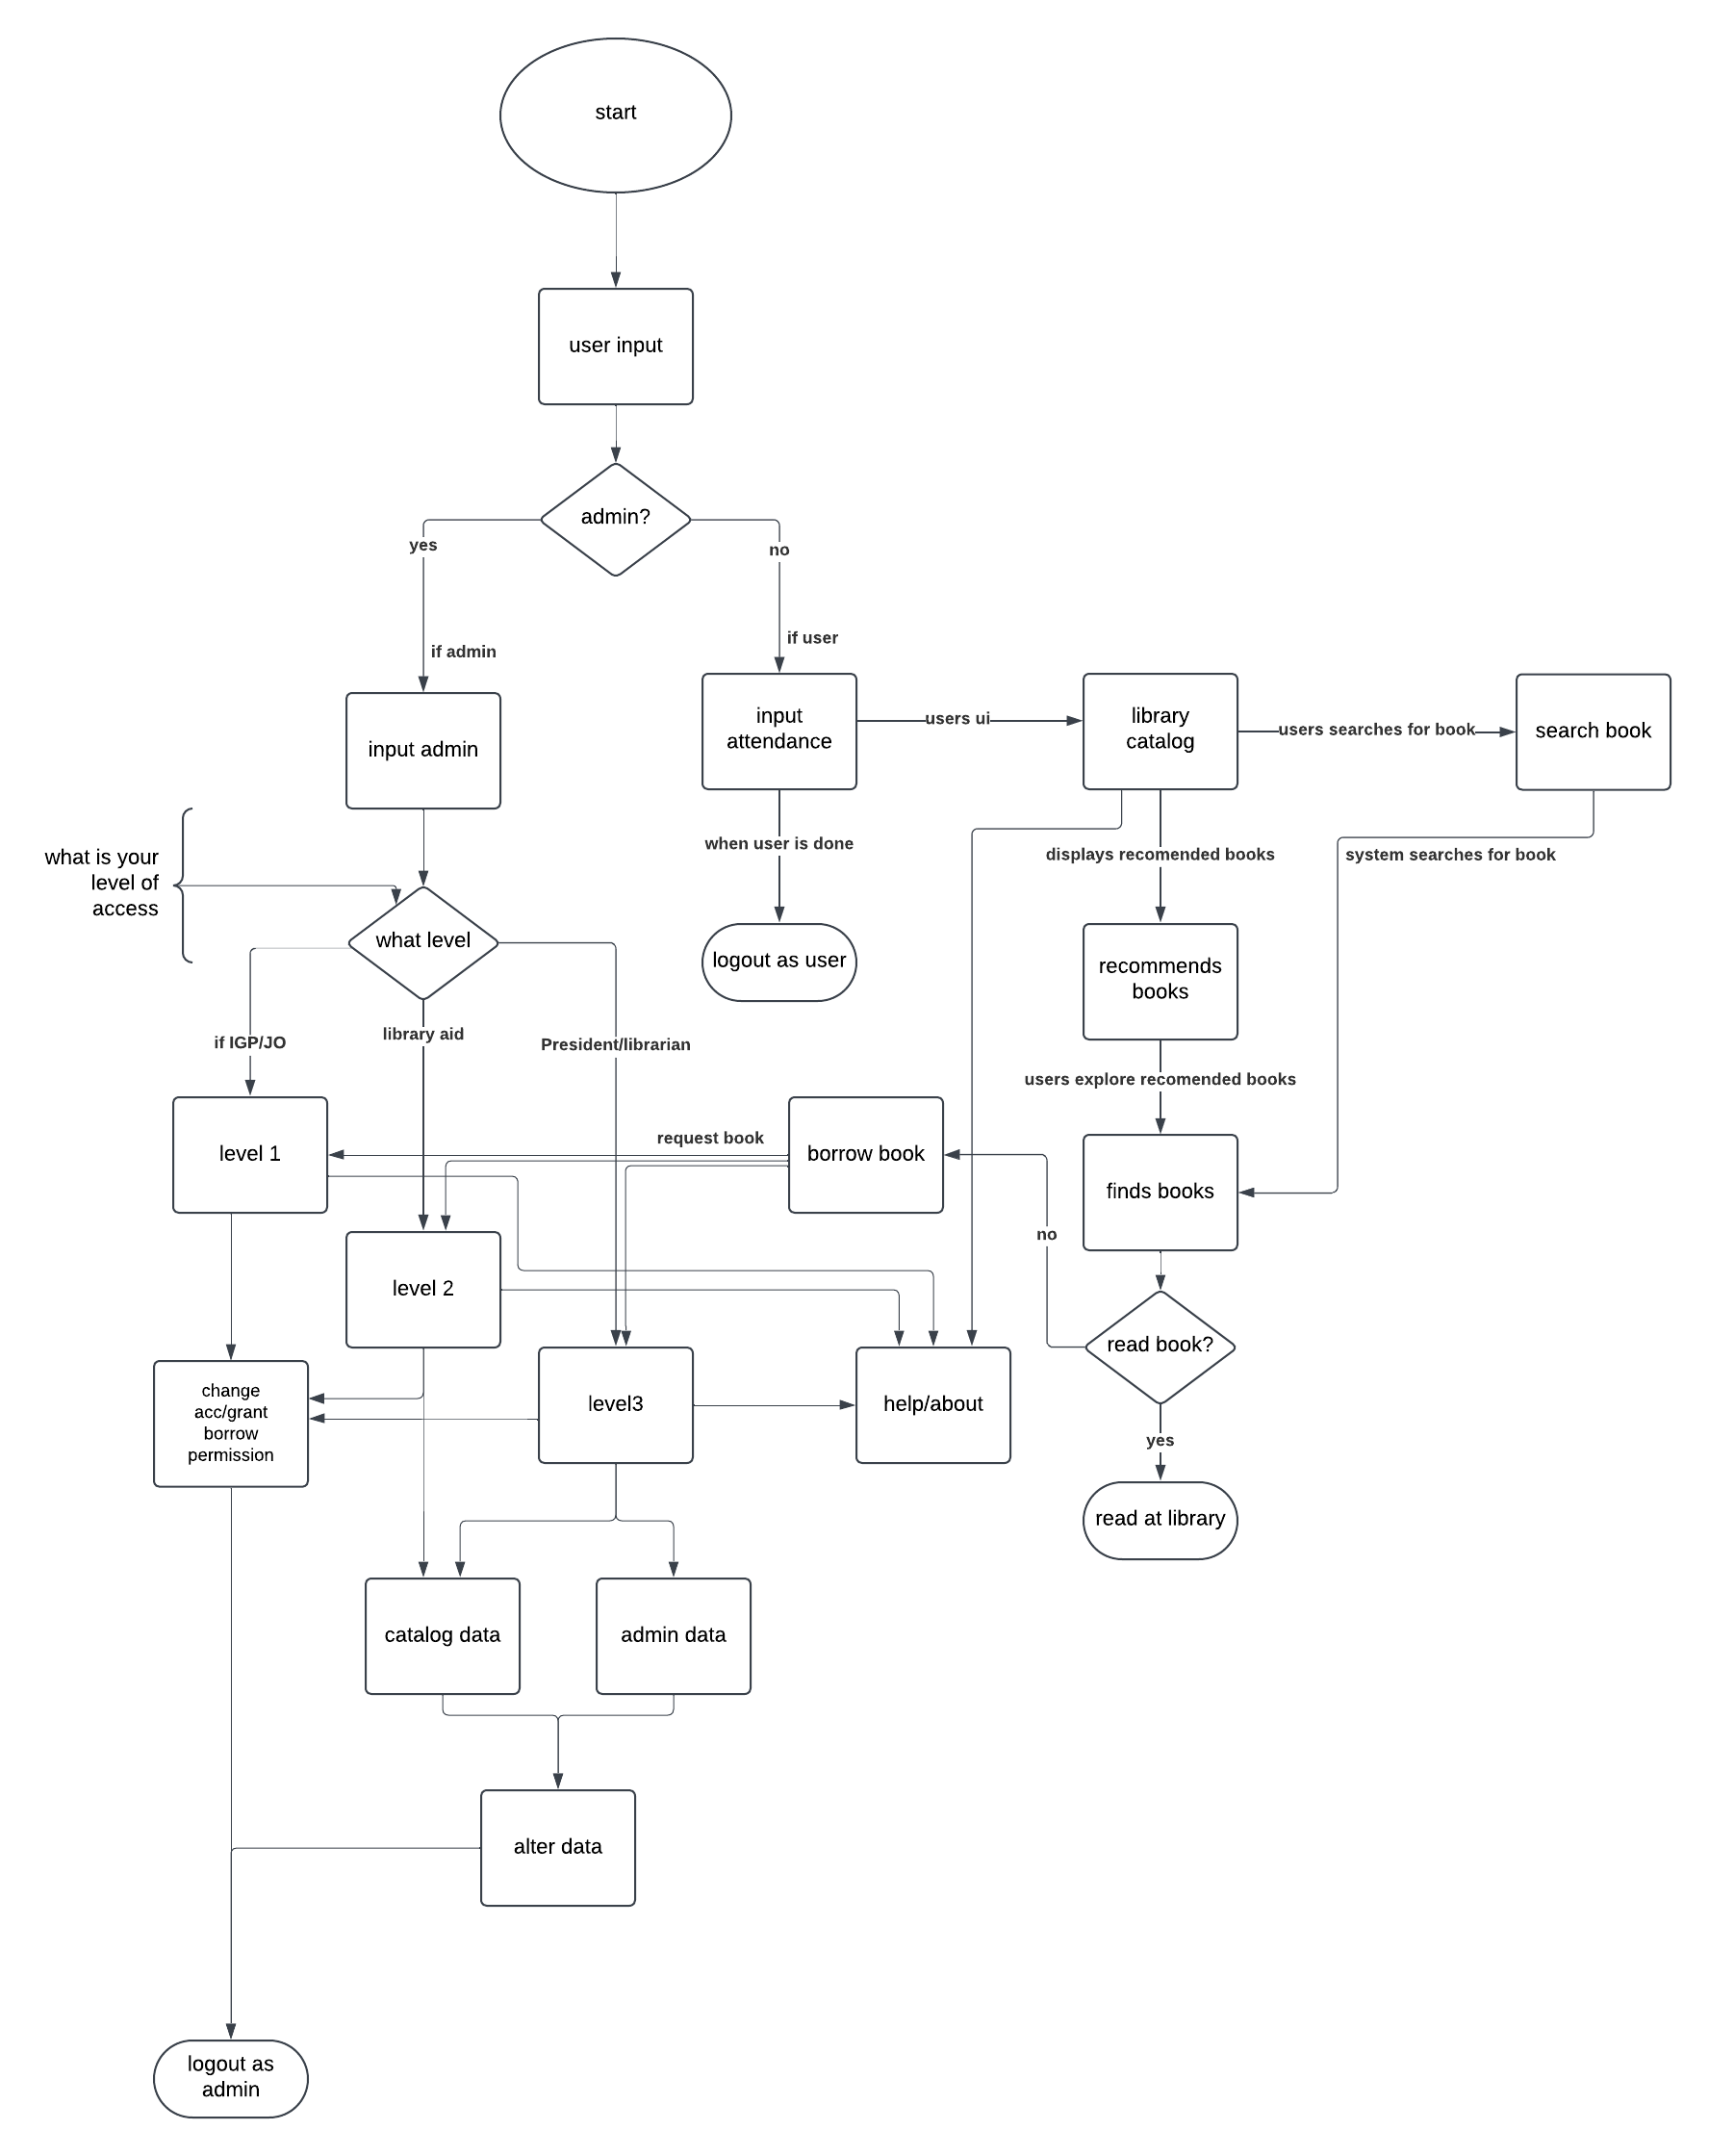 start
user input
admin?
yes
no
if user
if admin
input
attendance
users ui
library
catalog
users searches for book
search book
input admin
when user is done
displays recomended books
system searches for book
what is your
level of
access
what level
logout as user
recommends
books
if IGP/JO
library aid
President/librarian
users explore recomended books
level 1
request book
borrow book
finds books
no
level 2
read book?
change
acc/grant
borrow
permission
level3
help/about
yes
read at library
catalog data
admin data
alter data
logout as
admin